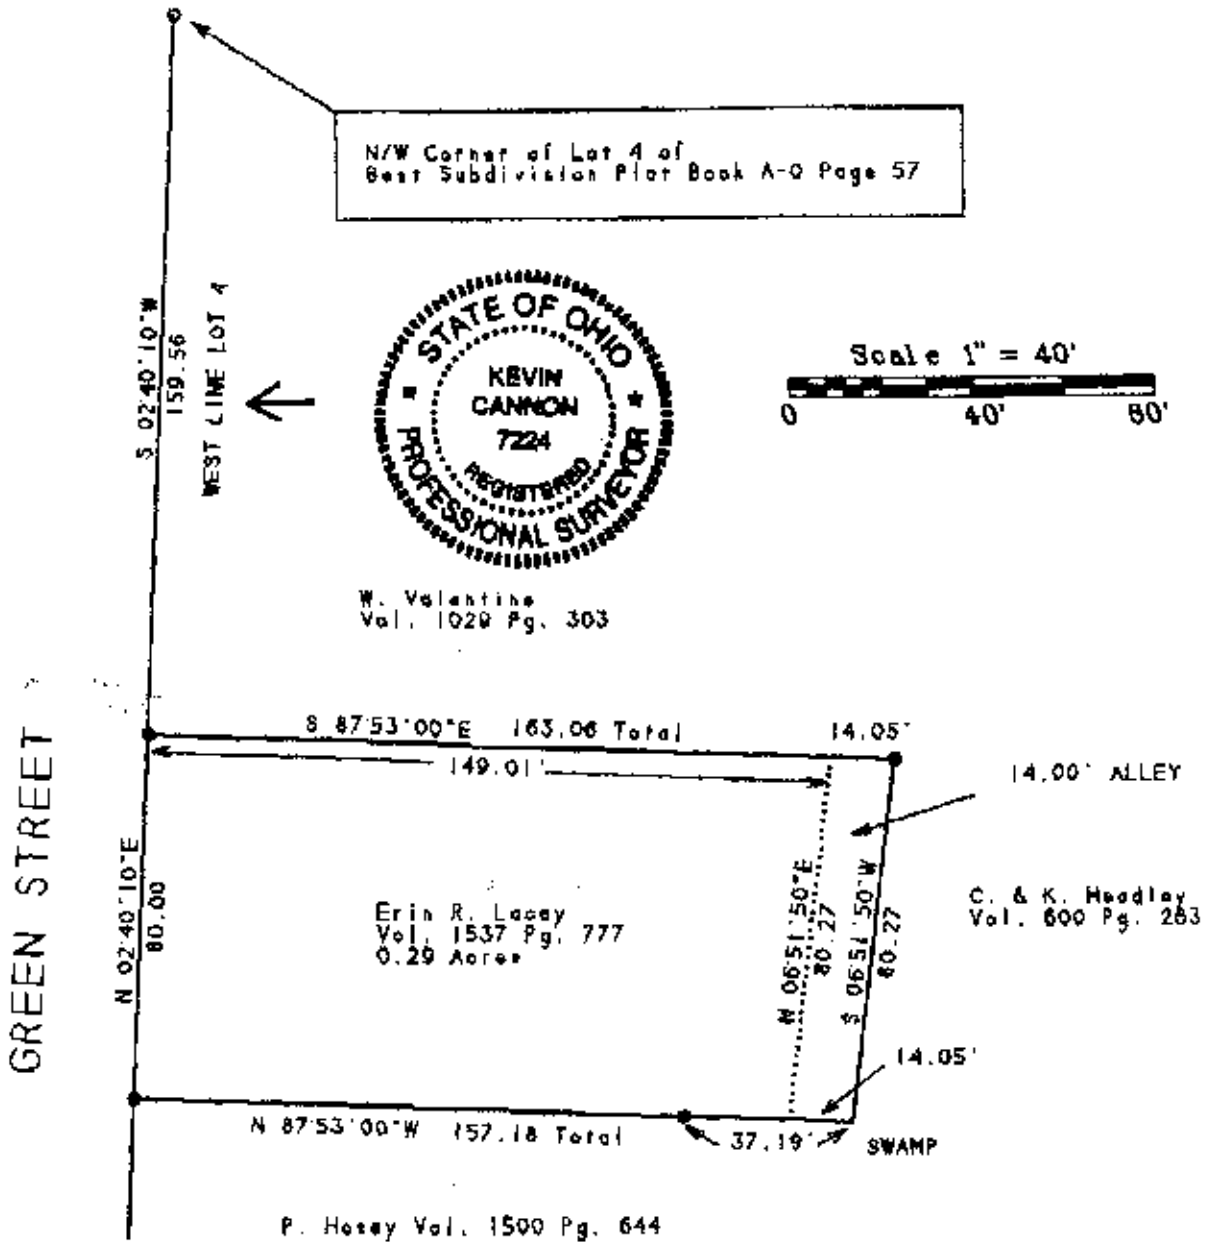 N/W Corner of Lot 4 of
Best Subdivision Plat Book A-0 Page 57
S 02°40'10"W
159.56
WEST LINE LOT 4
STATE OF OHIO
KEVIN
CANNON
7224
REGISTERED
PROFESSIONAL SURVEYOR
Scale 1" = 40'
0 40' 80'
W. Valentine
Vol. 1029 Pg. 303
GREEN STREET
S 87°53'00"E 163.06 Total
14.05'
149.01'
14.00' ALLEY
N 02°40'10"E
80.00
Erin R. Lacey
Vol. 1537 Pg. 777
0.29 Acres
N 06°51'50"E
80.27
S 06°51'50"W
80.27
C. & K. Headley
Vol. 600 Pg. 263
14.05'
N 87°53'00"W 157.18 Total
37.19'
SWAMP
P. Hosey Vol. 1500 Pg. 644